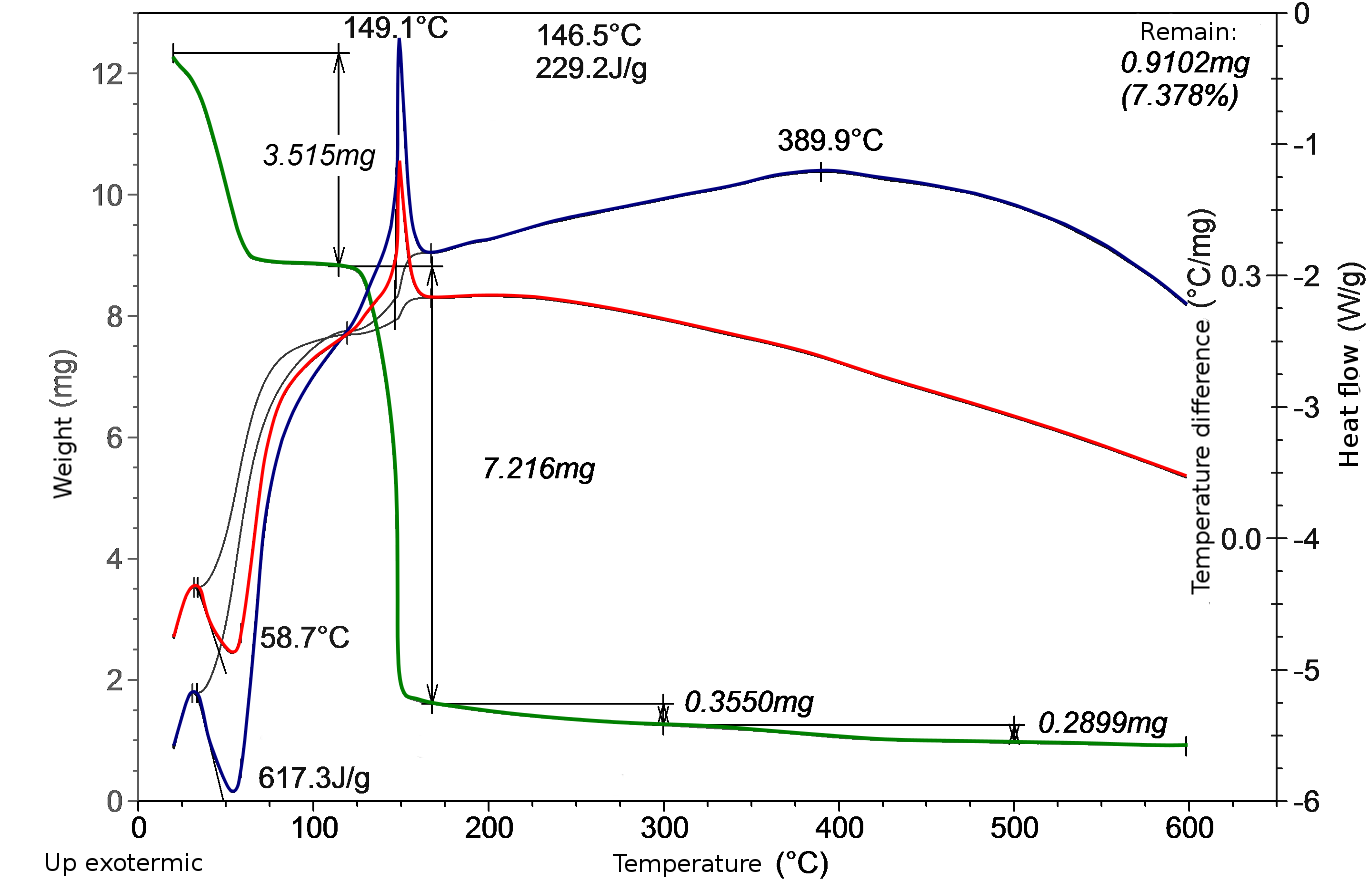 149.1°C
146.5°C
229.2J/g
Remain:
0.9102mg
(7.378%)
3.515mg
389.9°C
7.216mg
58.7°C
617.3J/g
0.3550mg
0.2899mg
Weight (mg)
12
10
8
6
4
2
0
0
100
200
300
400
500
600
Temperature (°C)
Up exotermic
Temperature difference (°C/mg)
0.3
0.0
Heat flow (W/g)
0
-1
-2
-3
-4
-5
-6